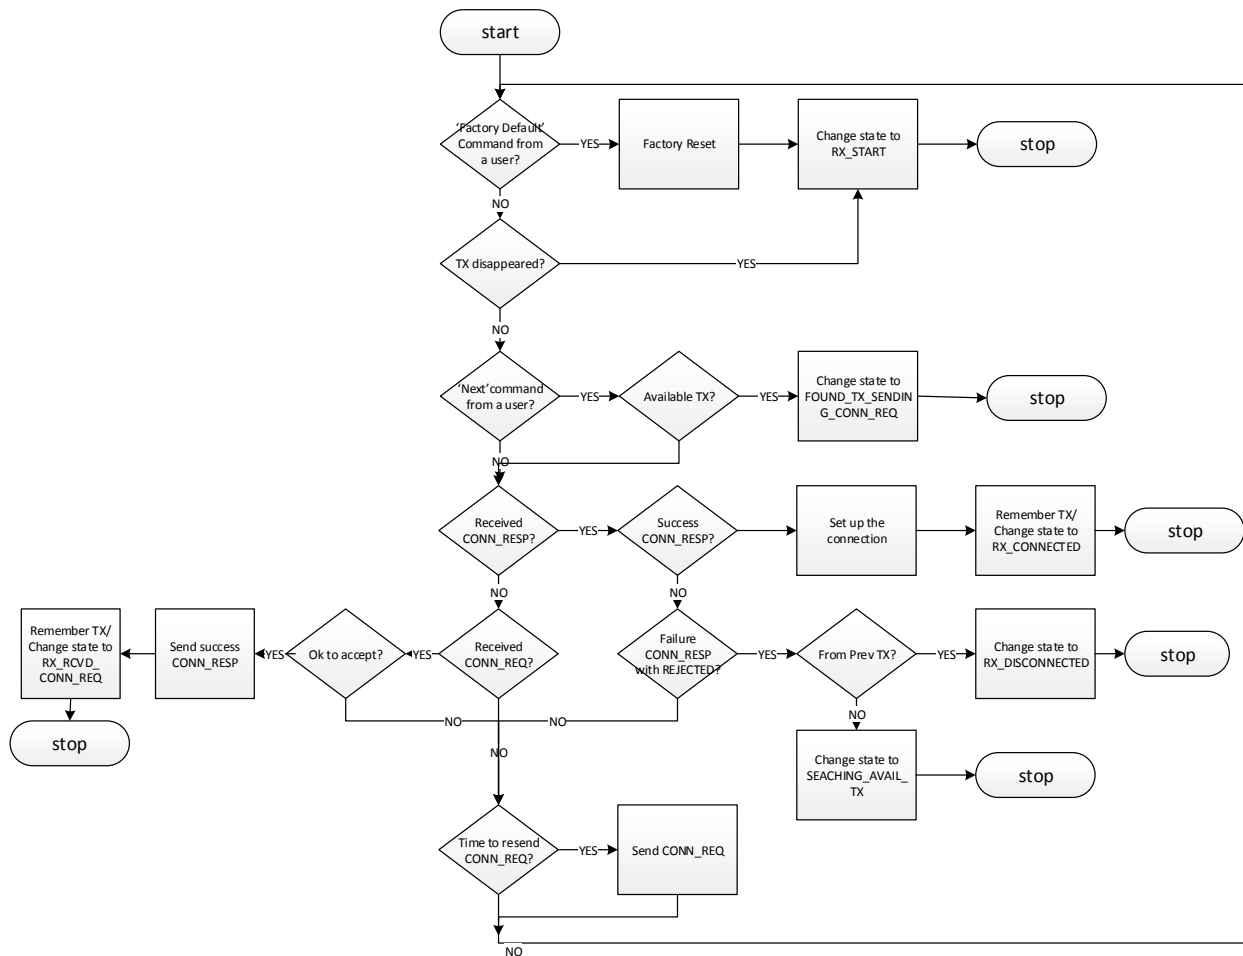 start
‘Factory Default’
Command from
a user?
YES
Factory Reset
Change state to
RX_START
stop
NO
TX disappeared?
YES
NO
‘Next’ command
from a user?
YES
Available TX?
YES
Change state to
FOUND_TX_SENDIN
G_CONN_REQ
stop
NO
Received
CONN_RESP?
YES
Success
CONN_RESP?
Set up the
connection
Remember TX/
Change state to
RX_CONNECTED
stop
NO
NO
Remember TX/
Change state to
RX_RCVD_
CONN_REQ
Send success
CONN_RESP
YES
Ok to accept?
YES
Received
CONN_REQ?
Failure
CONN_RESP
with REJECTED?
YES
From Prev TX?
YES
Change state to
RX_DISCONNECTED
stop
stop
NO
NO
NO
NO
Change state to
SEACHING_AVAIL_
TX
stop
Time to resend
CONN_REQ?
YES
Send CONN_REQ
NO